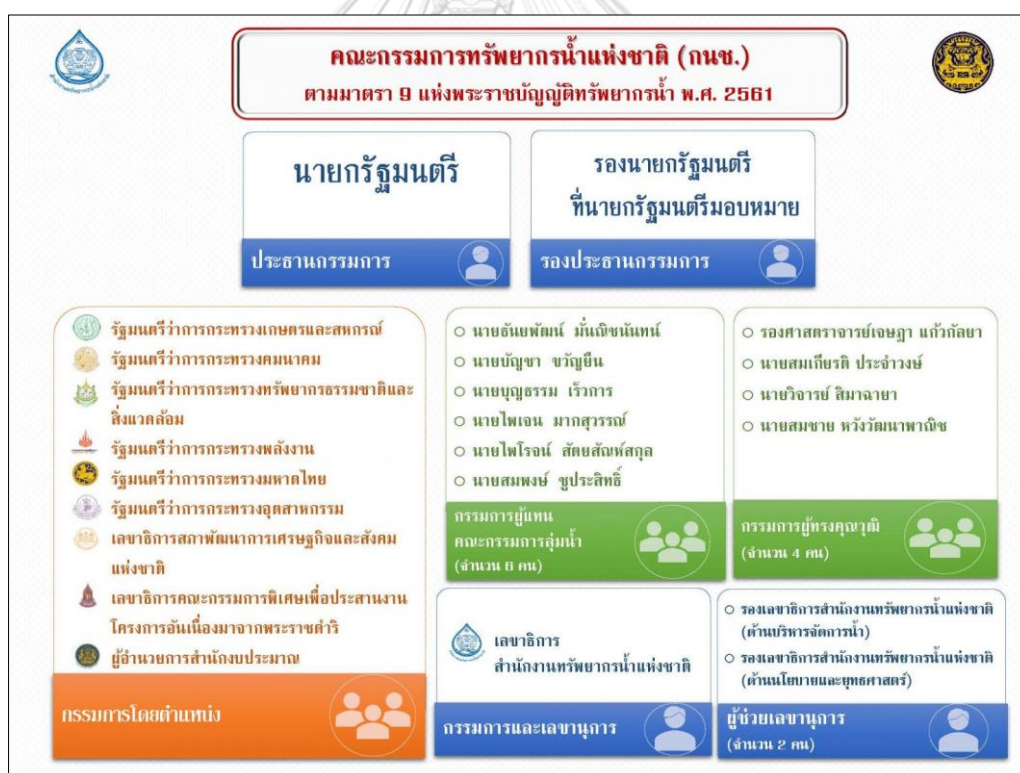 คณะกรรมการทรัพยากรน้ำแห่งชาติ (กนช.)
ตามมาตรา 9 แห่งพระราชบัญญัติทรัพยากรน้ำ พ.ศ. 2561
นายกรัฐมนตรี
ประธานกรรมการ
รองนายกรัฐมนตรี
ที่นายกรัฐมนตรีมอบหมาย
รองประธานกรรมการ
รัฐมนตรีว่าการกระทรวงเกษตรและสหกรณ์
รัฐมนตรีว่าการกระทรวงคมนาคม
รัฐมนตรีว่าการกระทรวงทรัพยากรธรรมชาติและ
สิ่งแวดล้อม
รัฐมนตรีว่าการกระทรวงพลังงาน
รัฐมนตรีว่าการกระทรวงมหาดไทย
รัฐมนตรีว่าการกระทรวงอุตสาหกรรม
เลขาธิการสภาพัฒนาการเศรษฐกิจและสังคม
แห่งชาติ
เลขาธิการคณะกรรมการพิเศษเพื่อประสานงาน
โครงการอันเนื่องมาจากพระราชดำริ
ผู้อำนวยการสำนักงบประมาณ
กรรมการโดยตำแหน่ง
นายธันยพัฒน์ มั่นณิชนันทน์
นายบัญชา ขวัญยืน
นายบุญธรรม เร็วการ
นายไพเจน มากสุวรรณ์
นายไพโรจน์ สัตยสัณห์สกุล
นายสมพงษ์ ชูประสิทธิ์
กรรมการผู้แทน
คณะกรรมการลุ่มน้ำ
(จำนวน 6 คน)
รองศาสตราจารย์เจษฎา แก้วกัลยา
นายสมเกียรติ ประจำวงษ์
นายวิจารย์ สิมาฉายา
นายสมชาย หวังวัฒนาพาณิช
กรรมการผู้ทรงคุณวุฒิ
(จำนวน 4 คน)
เลขาธิการ
สำนักงานทรัพยากรน้ำแห่งชาติ
กรรมการและเลขานุการ
รองเลขาธิการสำนักงานทรัพยากรน้ำแห่งชาติ
(ด้านบริหารจัดการน้ำ)
รองเลขาธิการสำนักงานทรัพยากรน้ำแห่งชาติ
(ด้านนโยบายและยุทธศาสตร์)
ผู้ช่วยเลขานุการ
(จำนวน 2 คน)